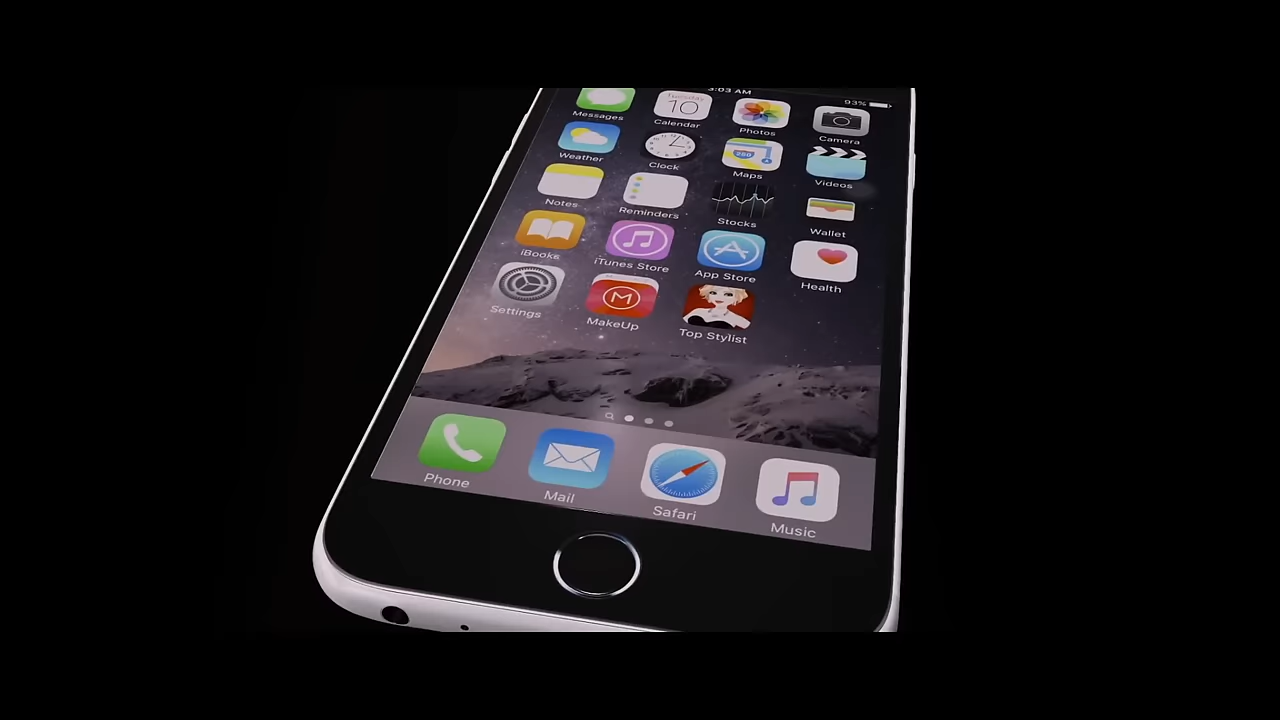 3:03 AM
93%
Messages
Tuesday
10
Calendar
Photos
Camera
Weather
Clock
280
Maps
Videos
Notes
Reminders
Stocks
Wallet
iBooks
iTunes Store
App Store
Health
Settings
M
MakeUp
Top Stylist
Phone
Mail
Safari
Music